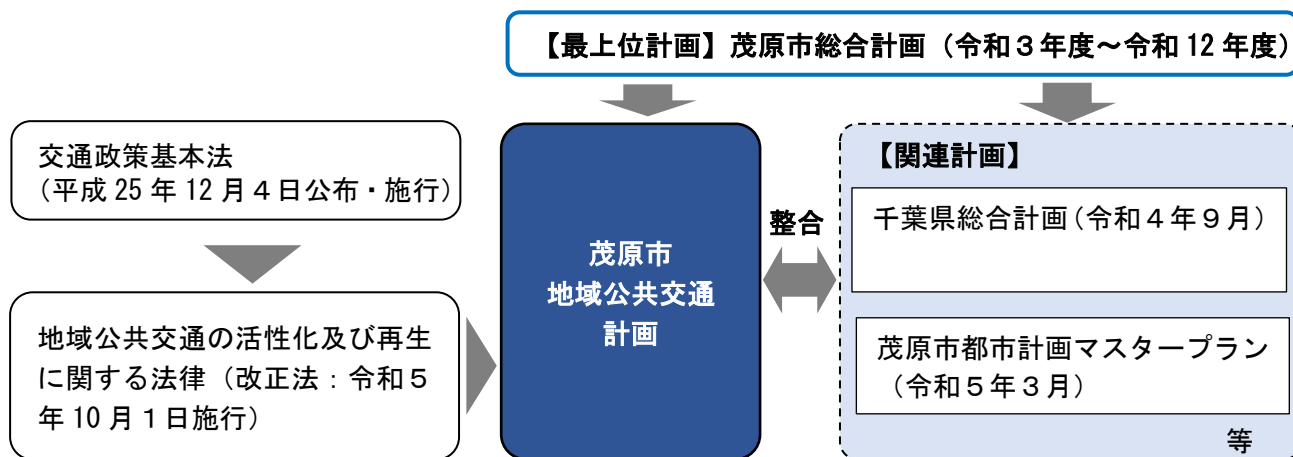 【最上位計画】茂原市総合計画（令和３年度～令和 12 年度）
交通政策基本法
（平成 25 年 12 月４日公布・施行）
地域公共交通の活性化及び再生
に関する法律（改正法：令和５
年 10 月１日施行）
茂原市
地域公共交通
計画
整合
【関連計画】
千葉県総合計画（令和４年９月）
茂原市都市計画マスタープラン
（令和５年３月）
等